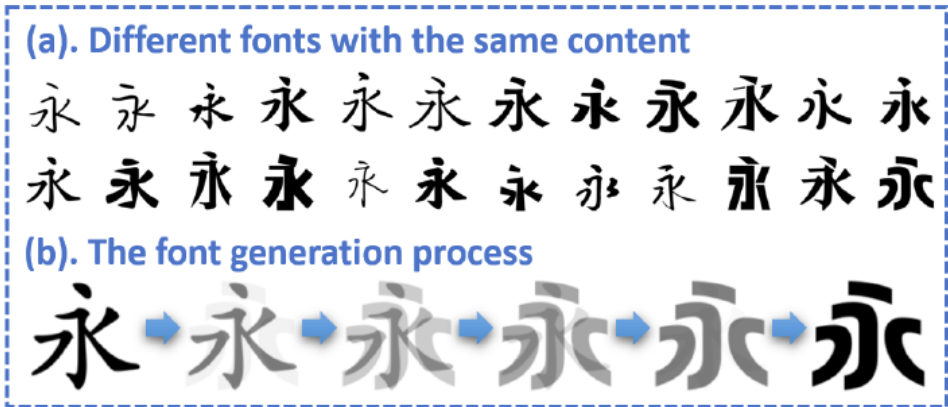 (a). Different fonts with the same content
永 永 永 永 永 永 永 永 永 永 永 永
永 永 永 永 永 永 永 永 永 永 永 永
(b). The font generation process
永 永 永 永 永 永